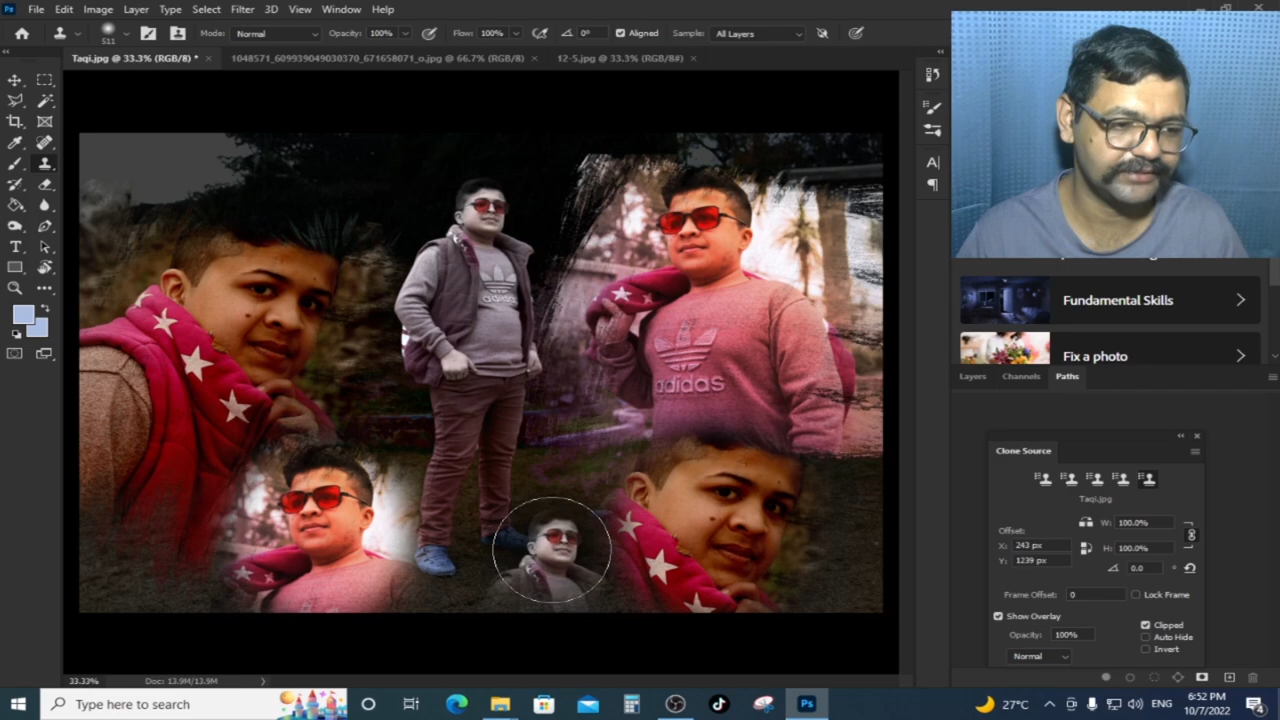 Ps File Edit Image Layer Type Select Filter 3D View Window Help
511 Mode: Normal Opacity: 100% Flow: 100% 0° Aligned Sample: All Layers
Taqi.jpg @ 33.3% (RGB/8) * × 1048571_609939049030370_671658071_o.jpg @ 66.7% (RGB/8) × 12-5.jpg @ 33.3% (RGB/8#) ×
adidas
adidas
Fundamental Skills
Fix a photo
Layers Channels Paths
Clone Source
Taqi.jpg
Offset: W: 100.0%
X: 243 px H: 100.0%
Y: 1239 px 0.0 °
Frame Offset: 0 Lock Frame
Show Overlay Clipped
Opacity: 100% Auto Hide
Normal Invert
33.33% Doc: 13.9M/13.9M
Type here to search
Ps
27°C ENG 6:52 PM
10/7/2022 4